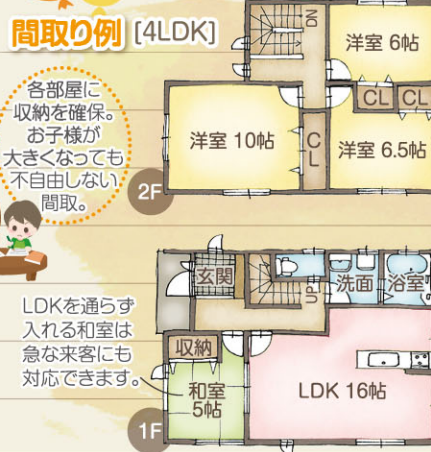 間取り例 [4LDK]
各部屋に
収納を確保。
お子様が
大きくなっても
不自由しない
間取。
2F
DN
洋室 6帖
CL CL
洋室 10帖
CL
洋室 6.5帖
LDKを通らず
入れる和室は
急な来客にも
対応できます。
1F
玄関
UP
洗面
浴室
収納
和室
5帖
LDK 16帖